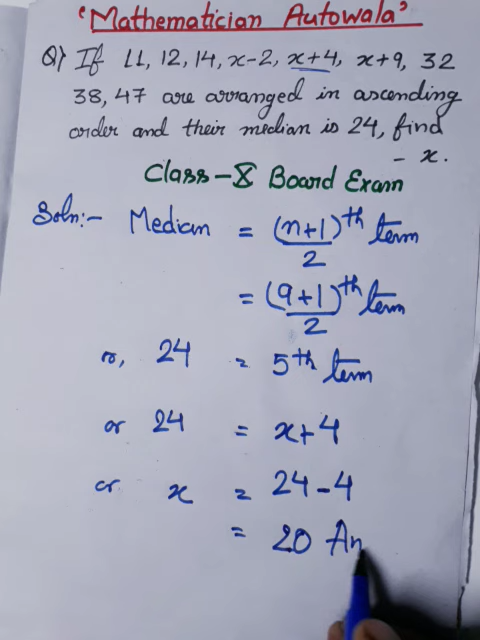 'Mathematician Autowala'
Q) If 11, 12, 14, x-2, x+4, x+9, 32
38, 47 are arranged in ascending
order and their median is 24, find
- x.
Class-X Board Exam
Soln:- Median = (n+1)/2 th term
= (9+1)/2 th term
or, 24 = 5th term
or 24 = x+4
or x = 24-4
= 20 An